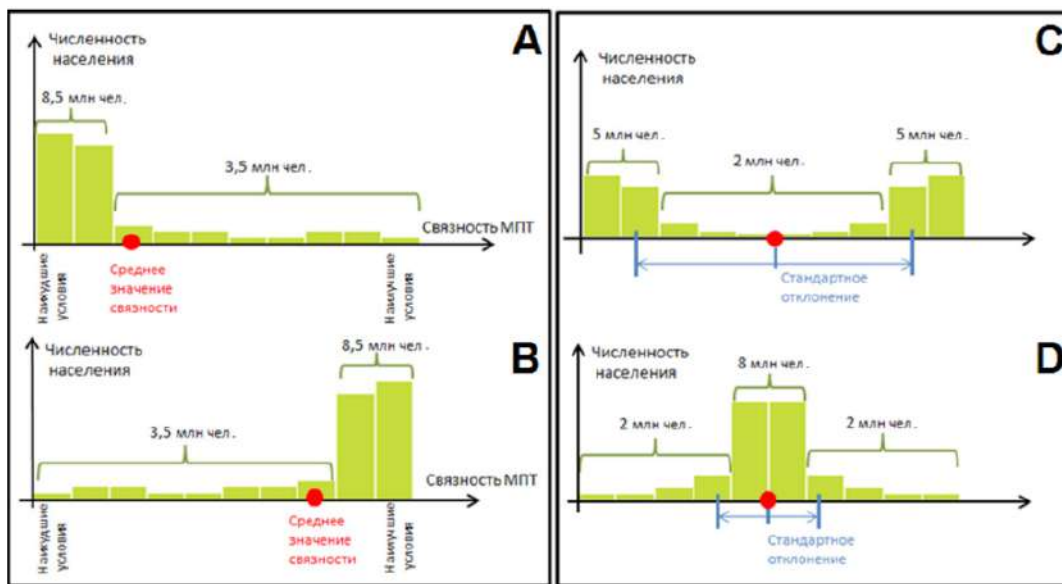 A
Численность
населения
8,5 млн чел.
3,5 млн чел.
Связность МПТ
Среднее
значение
связности
Наихудшие
условия
Наилучшие
условия
B
Численность
населения
8,5 млн чел.
3,5 млн чел.
Связность МПТ
Среднее
значение
связности
Наихудшие
условия
Наилучшие
условия
C
Численность
населения
5 млн чел.
2 млн чел.
5 млн чел.
Стандартное
отклонение
D
Численность
населения
8 млн чел.
2 млн чел.
2 млн чел.
Стандартное
отклонение